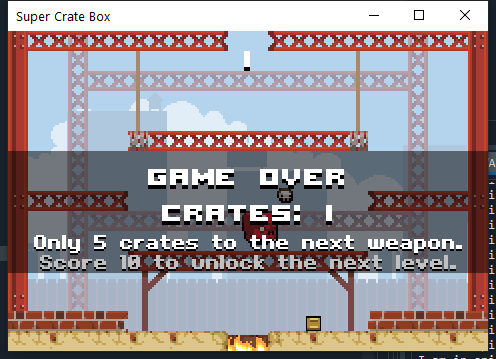 Super Crate Box
1
GAME OVER
CRATES: 1
Only 5 crates to the next weapon.
Score 10 to unlock the next level.